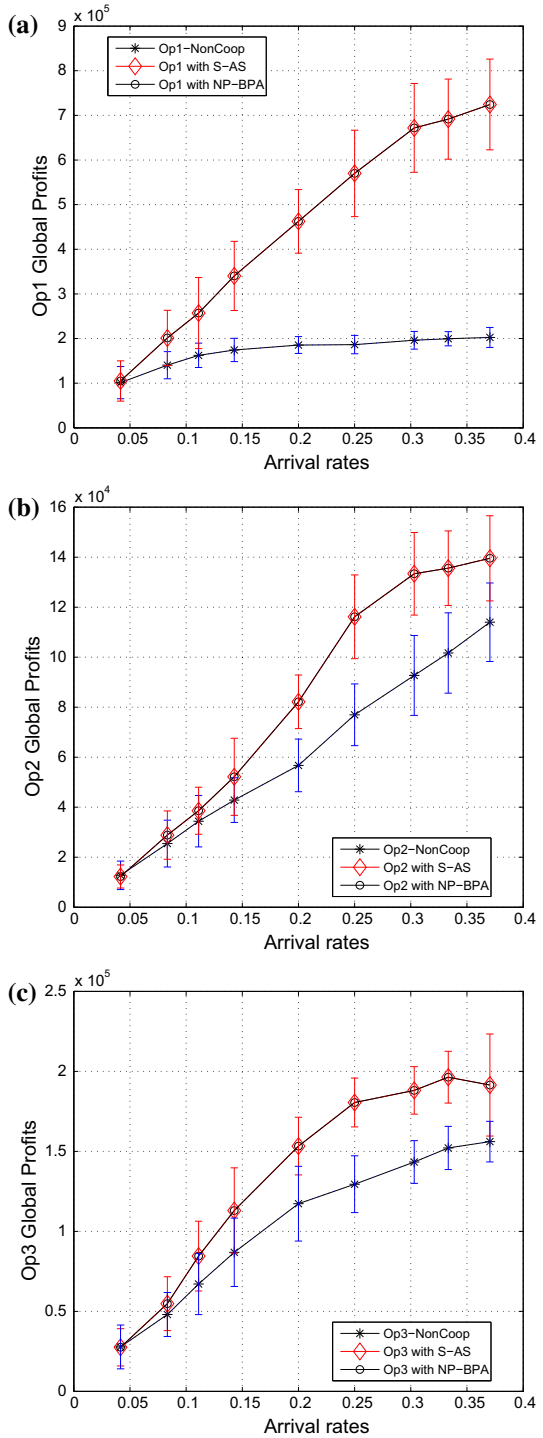 (a)
x 10^5
9
8
7
6
5
4
3
2
1
0
Op1 Global Profits
Op1−NonCoop
Op1 with S−AS
Op1 with NP−BPA
0 0.05 0.1 0.15 0.2 0.25 0.3 0.35 0.4
Arrival rates
(b)
x 10^4
16
14
12
10
8
6
4
2
0
Op2 Global Profits
Op2−NonCoop
Op2 with S−AS
Op2 with NP−BPA
0 0.05 0.1 0.15 0.2 0.25 0.3 0.35 0.4
Arrival rates
(c)
x 10^5
2.5
2
1.5
1
0.5
0
Op3 Global Profits
Op3−NonCoop
Op3 with S−AS
Op3 with NP−BPA
0 0.05 0.1 0.15 0.2 0.25 0.3 0.35 0.4
Arrival rates